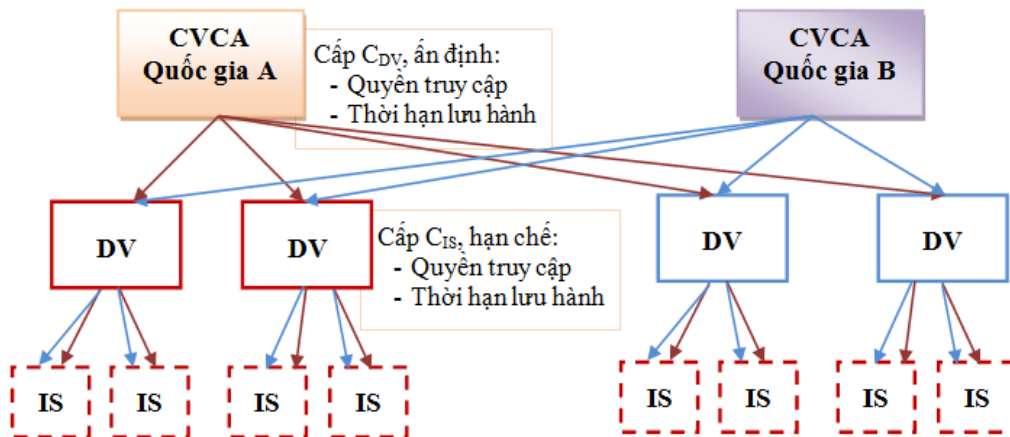 CVCA
Quốc gia A
Cấp CDV, ấn định:
- Quyền truy cập
- Thời hạn lưu hành
CVCA
Quốc gia B
DV
DV
Cấp CIS, hạn chế:
- Quyền truy cập
- Thời hạn lưu hành
DV
DV
IS
IS
IS
IS
IS
IS
IS
IS